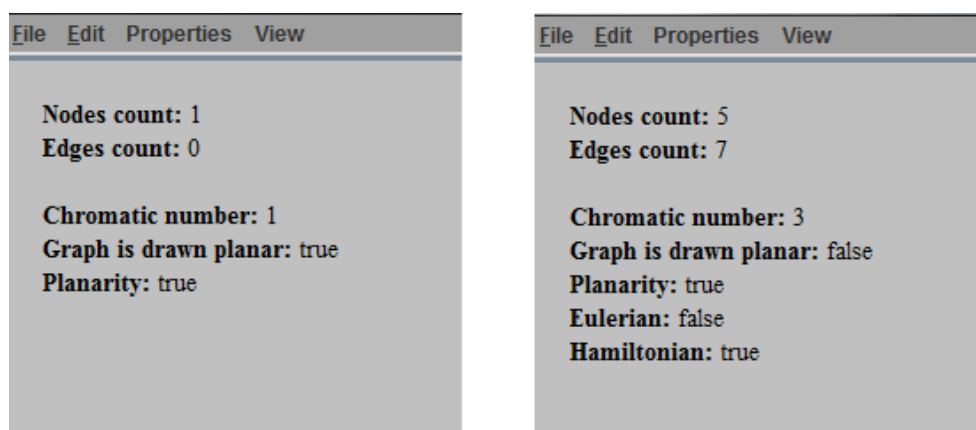 File Edit Properties View
Nodes count: 1
Edges count: 0
Chromatic number: 1
Graph is drawn planar: true
Planarity: true
File Edit Properties View
Nodes count: 5
Edges count: 7
Chromatic number: 3
Graph is drawn planar: false
Planarity: true
Eulerian: false
Hamiltonian: true